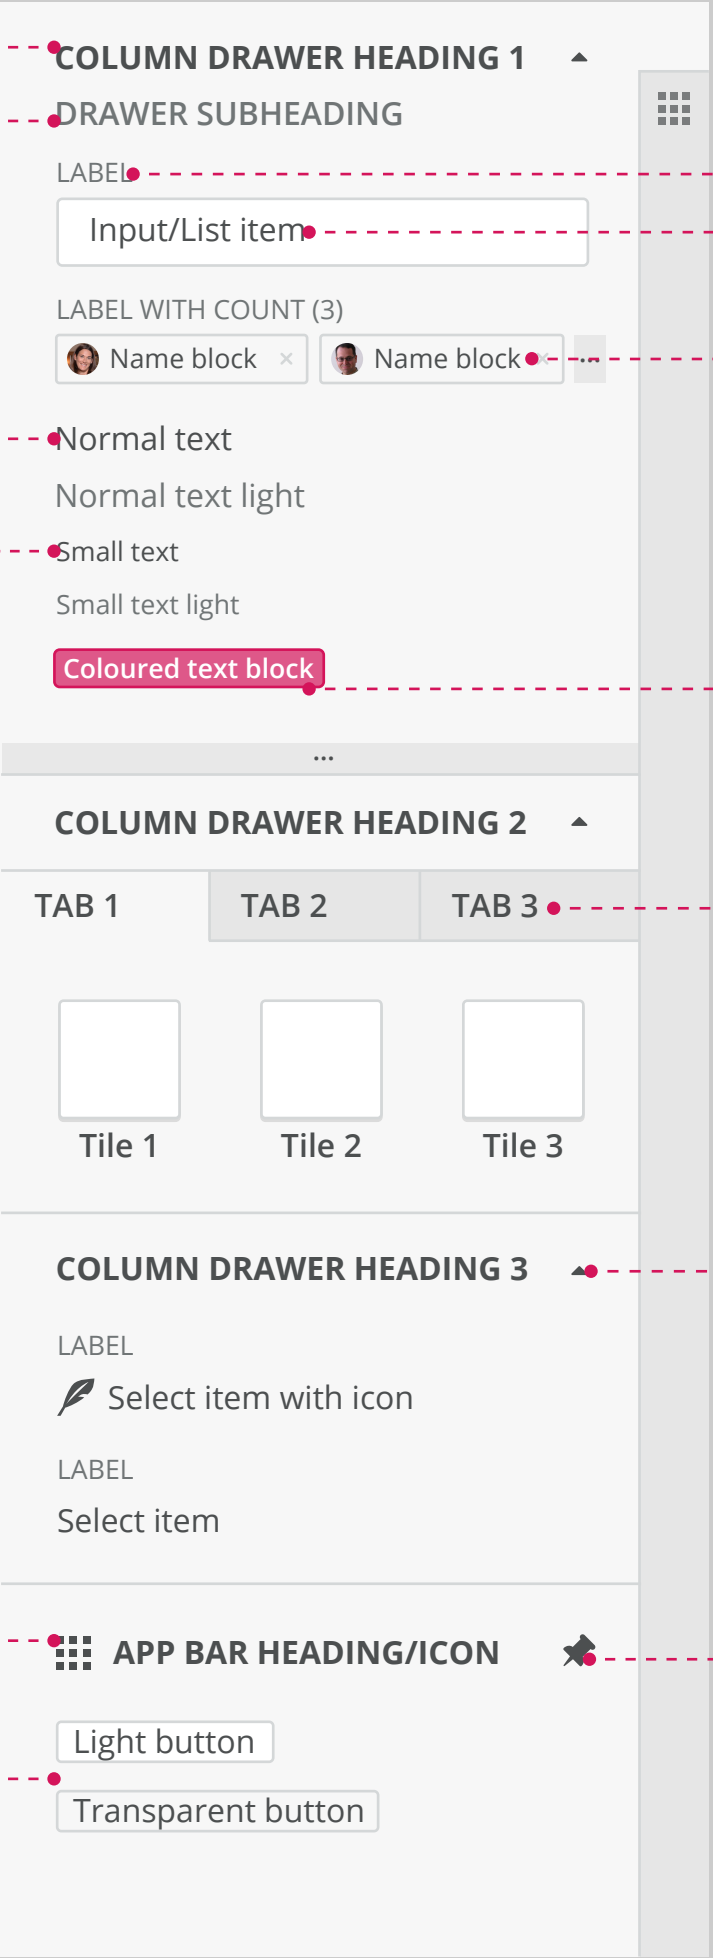 COLUMN DRAWER HEADING 1
DRAWER SUBHEADING
LABEL
Input/List item
LABEL WITH COUNT (3)
Name block × Name block × ...
Normal text
Normal text light
Small text
Small text light
Coloured text block
...
COLUMN DRAWER HEADING 2
TAB 1 TAB 2 TAB 3
Tile 1 Tile 2 Tile 3
COLUMN DRAWER HEADING 3
LABEL
Select item with icon
LABEL
Select item
APP BAR HEADING/ICON
Light button
Transparent button